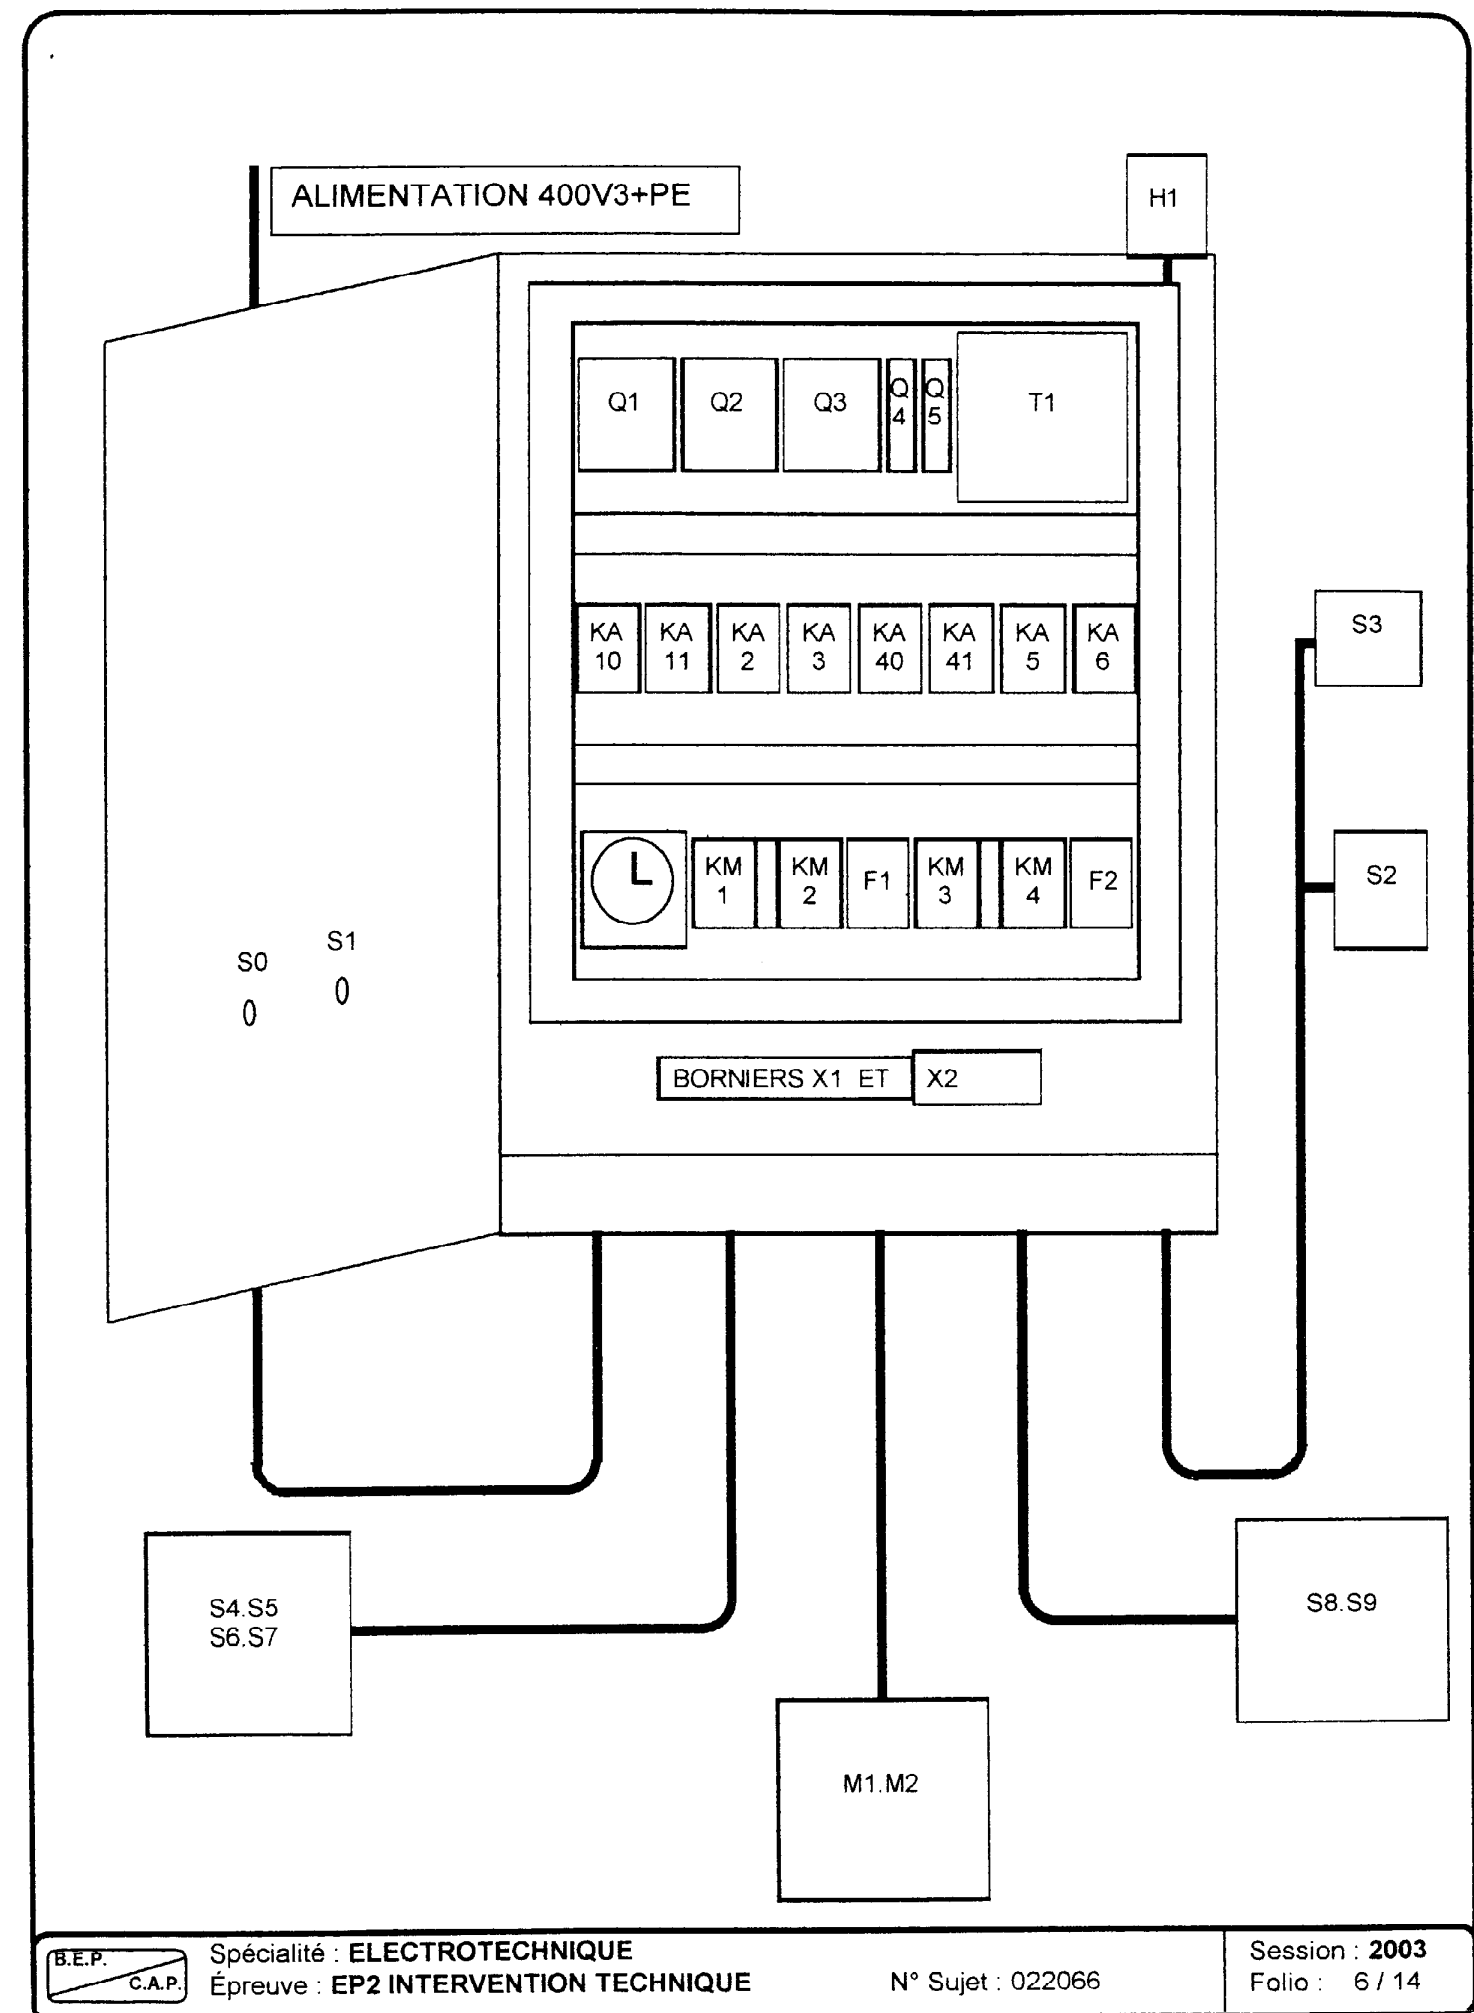 ALIMENTATION 400V3+PE
H1
Q1
Q2
Q3
Q
4
Q
5
T1
KA
10
KA
11
KA
2
KA
3
KA
40
KA
41
KA
5
KA
6
S3
S2
KM
1
KM
2
F1
KM
3
KM
4
F2
S0
S1
BORNIERS X1 ET X2
S4.S5
S6.S7
S8.S9
M1.M2
B.E.P.
C.A.P.
Spécialité : ELECTROTECHNIQUE
Épreuve : EP2 INTERVENTION TECHNIQUE
N° Sujet : 022066
Session : 2003
Folio : 6 / 14